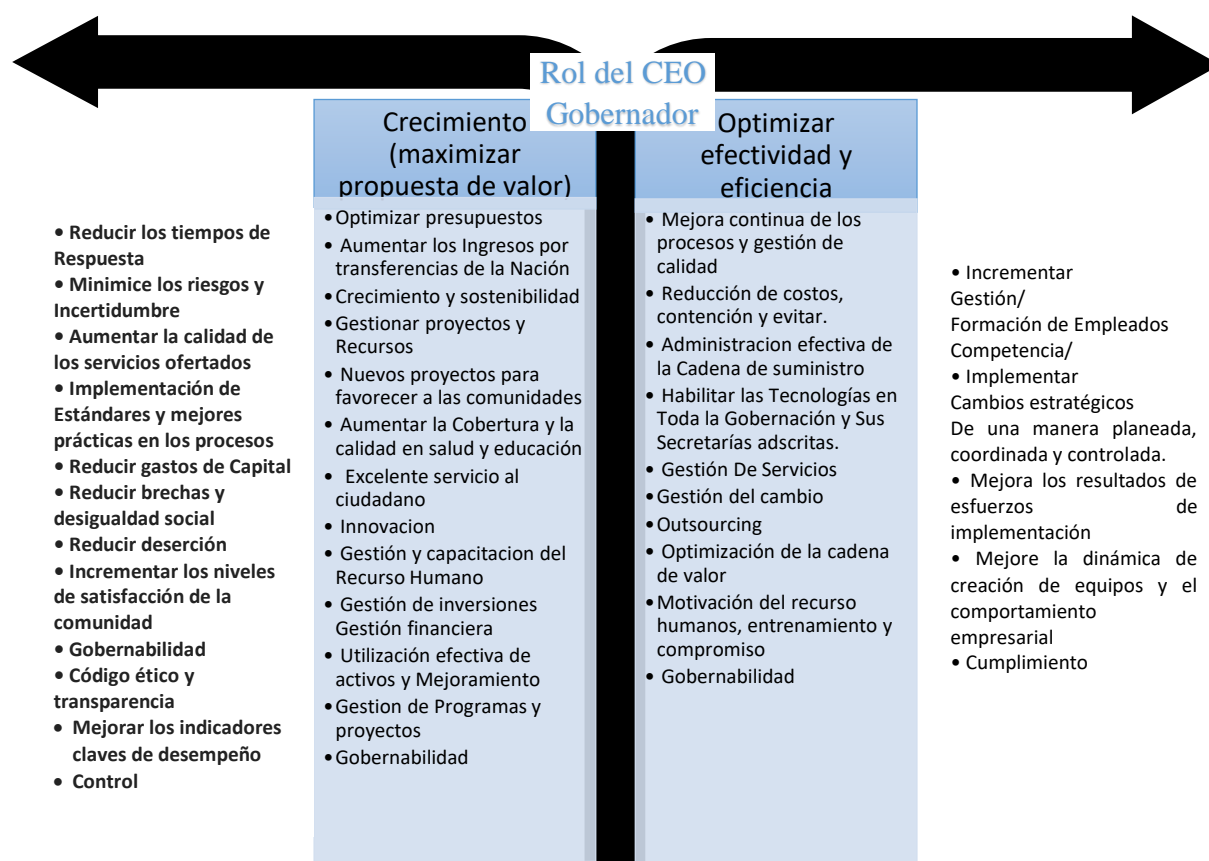 Rol del CEO
Gobernador
• Reducir los tiempos de
Respuesta
• Minimice los riesgos y
Incertidumbre
• Aumentar la calidad de
los servicios ofertados
• Implementación de
Estándares y mejores
prácticas en los procesos
• Reducir gastos de Capital
• Reducir brechas y
desigualdad social
• Reducir deserción
• Incrementar los niveles
de satisfacción de la
comunidad
• Gobernabilidad
• Código ético y
transparencia
• Mejorar los indicadores
claves de desempeño
• Control
Crecimiento
(maximizar
propuesta de valor)
•Optimizar presupuestos
• Aumentar los Ingresos por
transferencias de la Nación
•Crecimiento y sostenibilidad
•Gestionar proyectos y
Recursos
• Nuevos proyectos para
favorecer a las comunidades
• Aumentar la Cobertura y la
calidad en salud y educación
• Excelente servicio al
ciudadano
• Innovacion
• Gestión y capacitacion del
Recurso Humano
• Gestión de inversiones
Gestión financiera
• Utilización efectiva de
activos y Mejoramiento
•Gestion de Programas y
proyectos
•Gobernabilidad
Optimizar
efectividad y
eficiencia
• Mejora continua de los
procesos y gestión de
calidad
• Reducción de costos,
contención y evitar.
• Administracion efectiva de
la Cadena de suministro
• Habilitar las Tecnologías en
Toda la Gobernación y Sus
Secretarías adscritas.
• Gestión De Servicios
•Gestión del cambio
•Outsourcing
• Optimización de la cadena
de valor
•Motivación del recurso
humanos, entrenamiento y
compromiso
• Gobernabilidad
• Incrementar
Gestión/
Formación de Empleados
Competencia/
• Implementar
Cambios estratégicos
De una manera planeada,
coordinada y controlada.
• Mejora los resultados de
esfuerzos de
implementación
• Mejore la dinámica de
creación de equipos y el
comportamiento
empresarial
• Cumplimiento